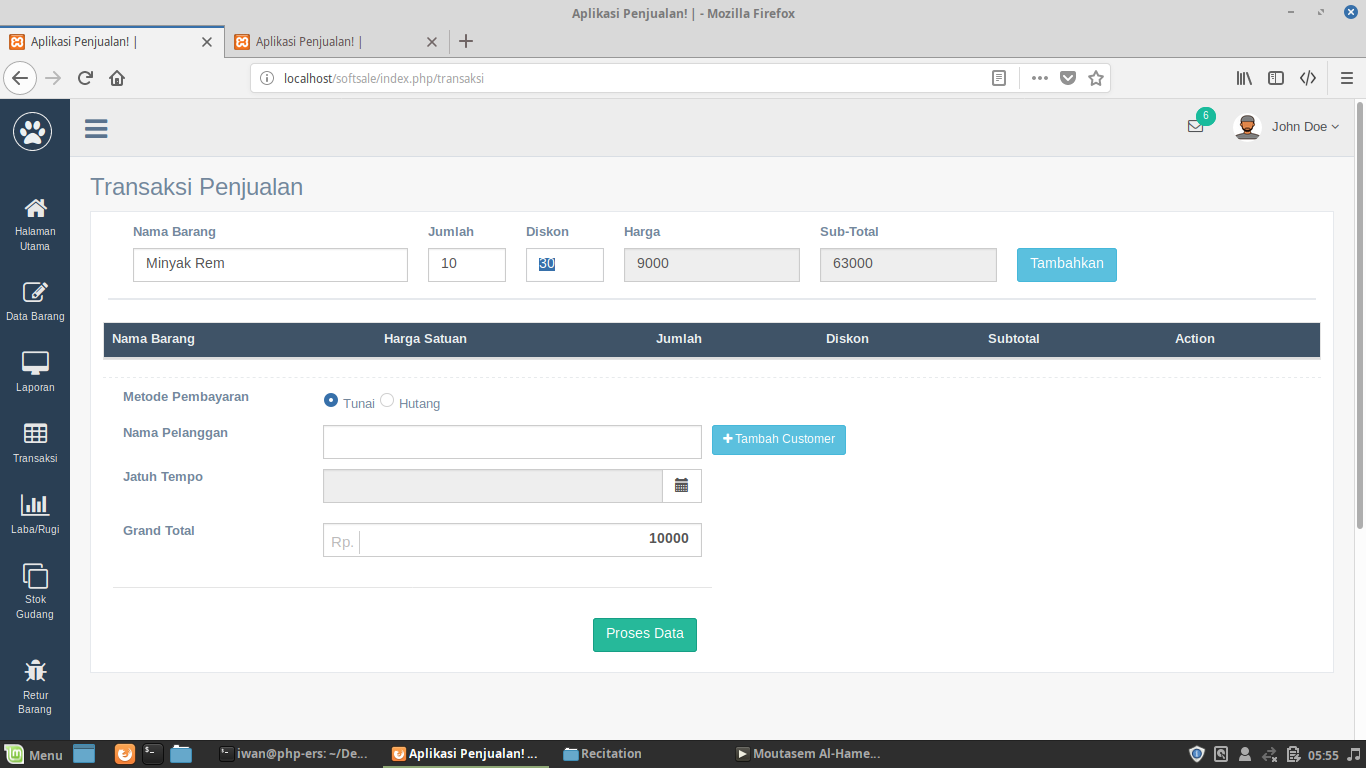 Aplikasi Penjualan! | - Mozilla Firefox
Aplikasi Penjualan! |
Aplikasi Penjualan! |
localhost/softsale/index.php/transaksi
6
John Doe
Halaman
Utama
Data Barang
Laporan
Transaksi
Laba/Rugi
Stok
Gudang
Retur
Barang
Transaksi Penjualan
Nama Barang Jumlah Diskon Harga Sub-Total
Minyak Rem 10 30 9000 63000 Tambahkan
Nama Barang Harga Satuan Jumlah Diskon Subtotal Action
Metode Pembayaran Tunai Hutang
Nama Pelanggan Tambah Customer
Jatuh Tempo
Grand Total Rp. 10000
Proses Data
Menu iwan@php-ers: ~/De... Aplikasi Penjualan! ... Recitation Moutasem Al-Hame... 05:55